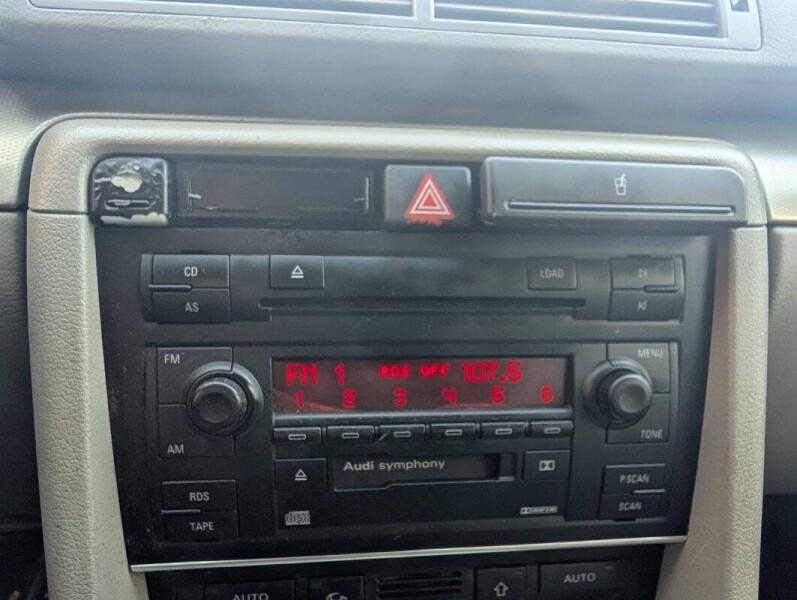 CD
LOAD
AS
FM
FM 1 RDS OFF 107.5
1 2 3 4 5 6
MENU
AM
TONE
Audi symphony
RDS
P.SCAN
TAPE
SCAN
AUTO
AUTO